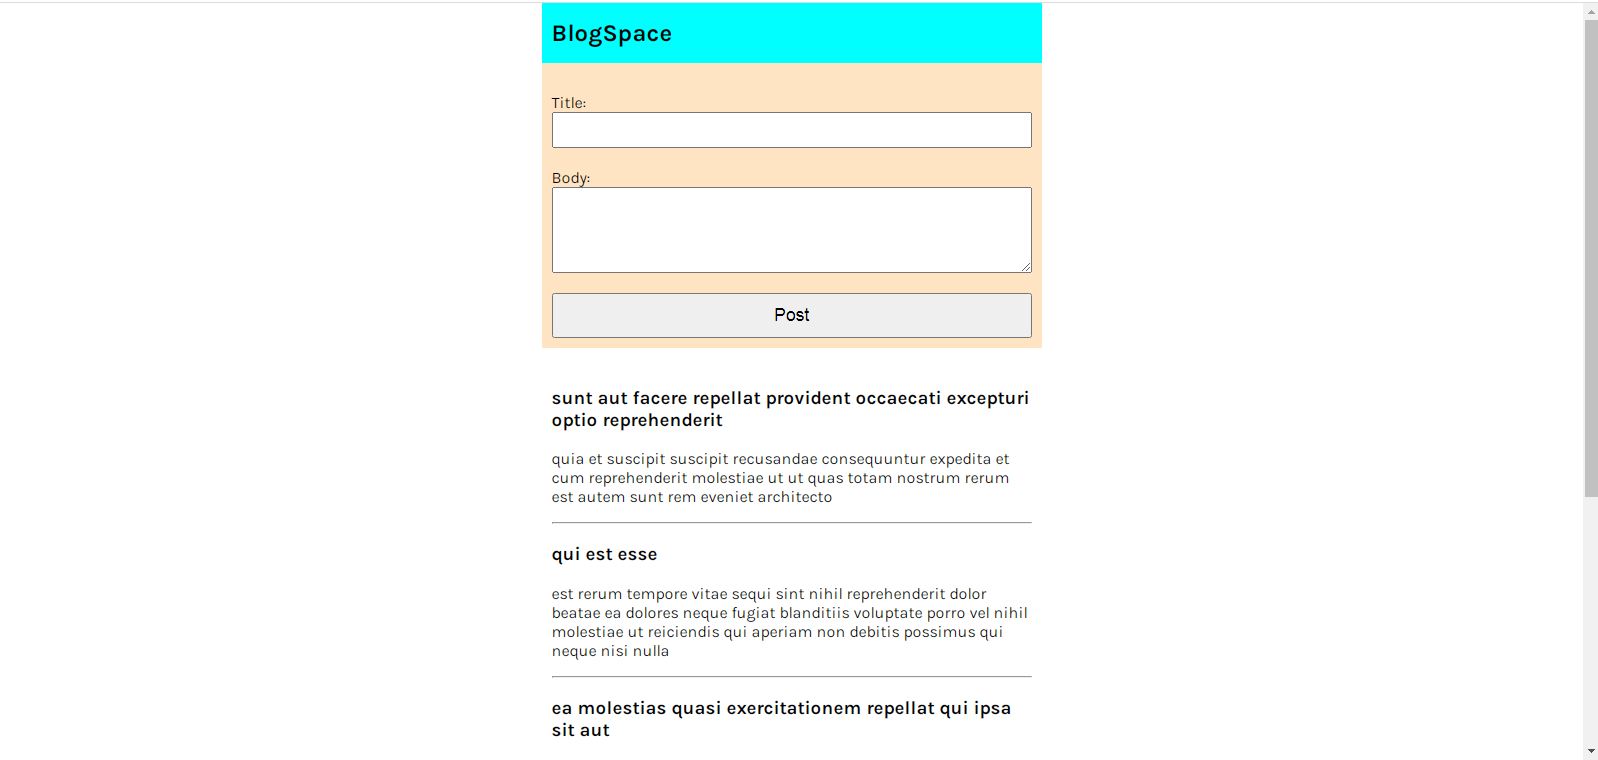 BlogSpace
Title:
Body:
Post
sunt aut facere repellat provident occaecati excepturi
optio reprehenderit
quia et suscipit suscipit recusandae consequuntur expedita et
cum reprehenderit molestiae ut ut quas totam nostrum rerum
est autem sunt rem eveniet architecto
qui est esse
est rerum tempore vitae sequi sint nihil reprehenderit dolor
beatae ea dolores neque fugiat blanditiis voluptate porro vel nihil
molestiae ut reiciendis qui aperiam non debitis possimus qui
neque nisi nulla
ea molestias quasi exercitationem repellat qui ipsa
sit aut